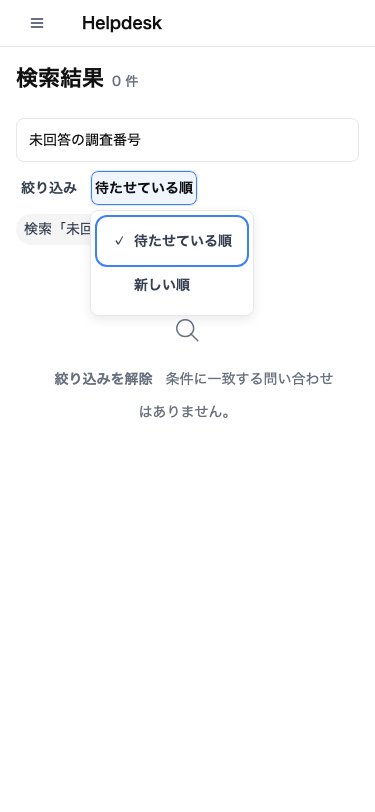 Helpdesk
検索結果 0 件
未回答の調査番号
絞り込み 待たせている順
検索「未回
✓ 待たせている順
新しい順
絞り込みを解除 条件に一致する問い合わせ
はありません。